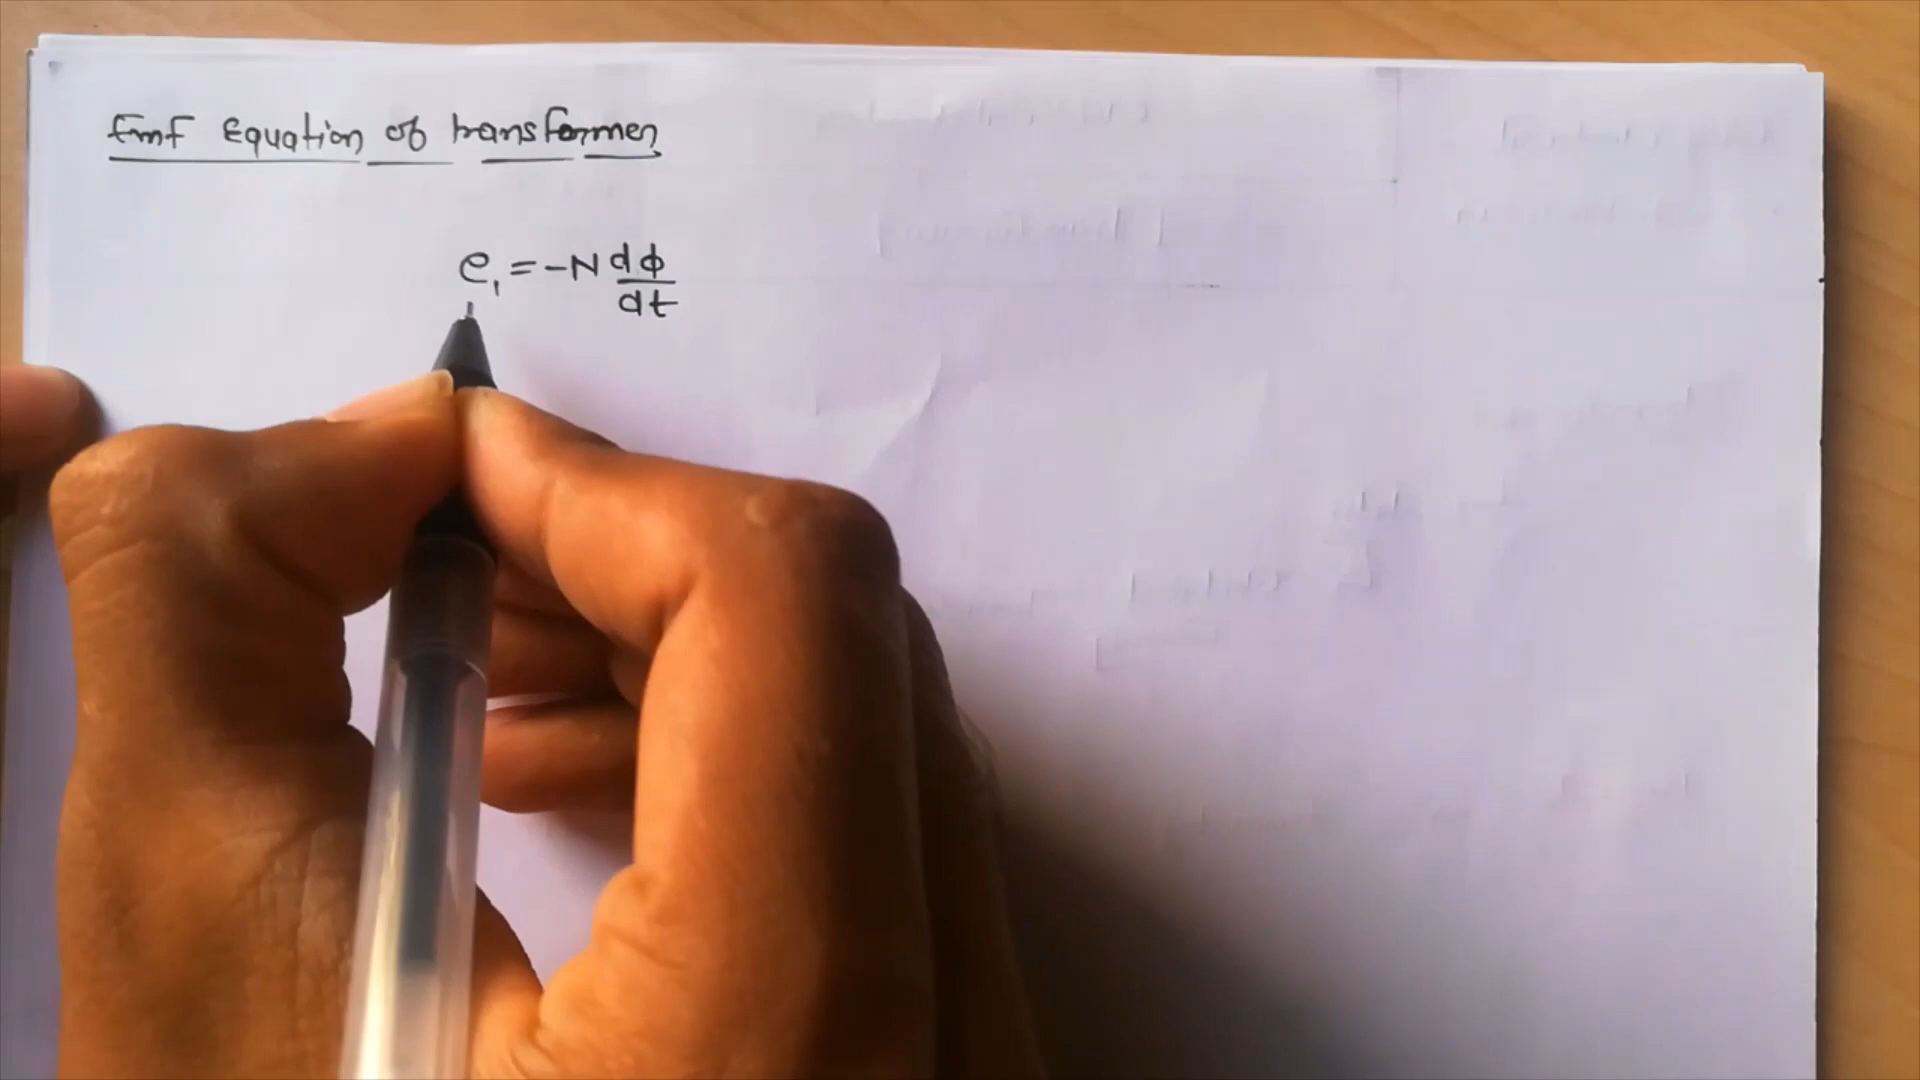 Emf Equation of transformer
e₁ = -N dϕ/dt